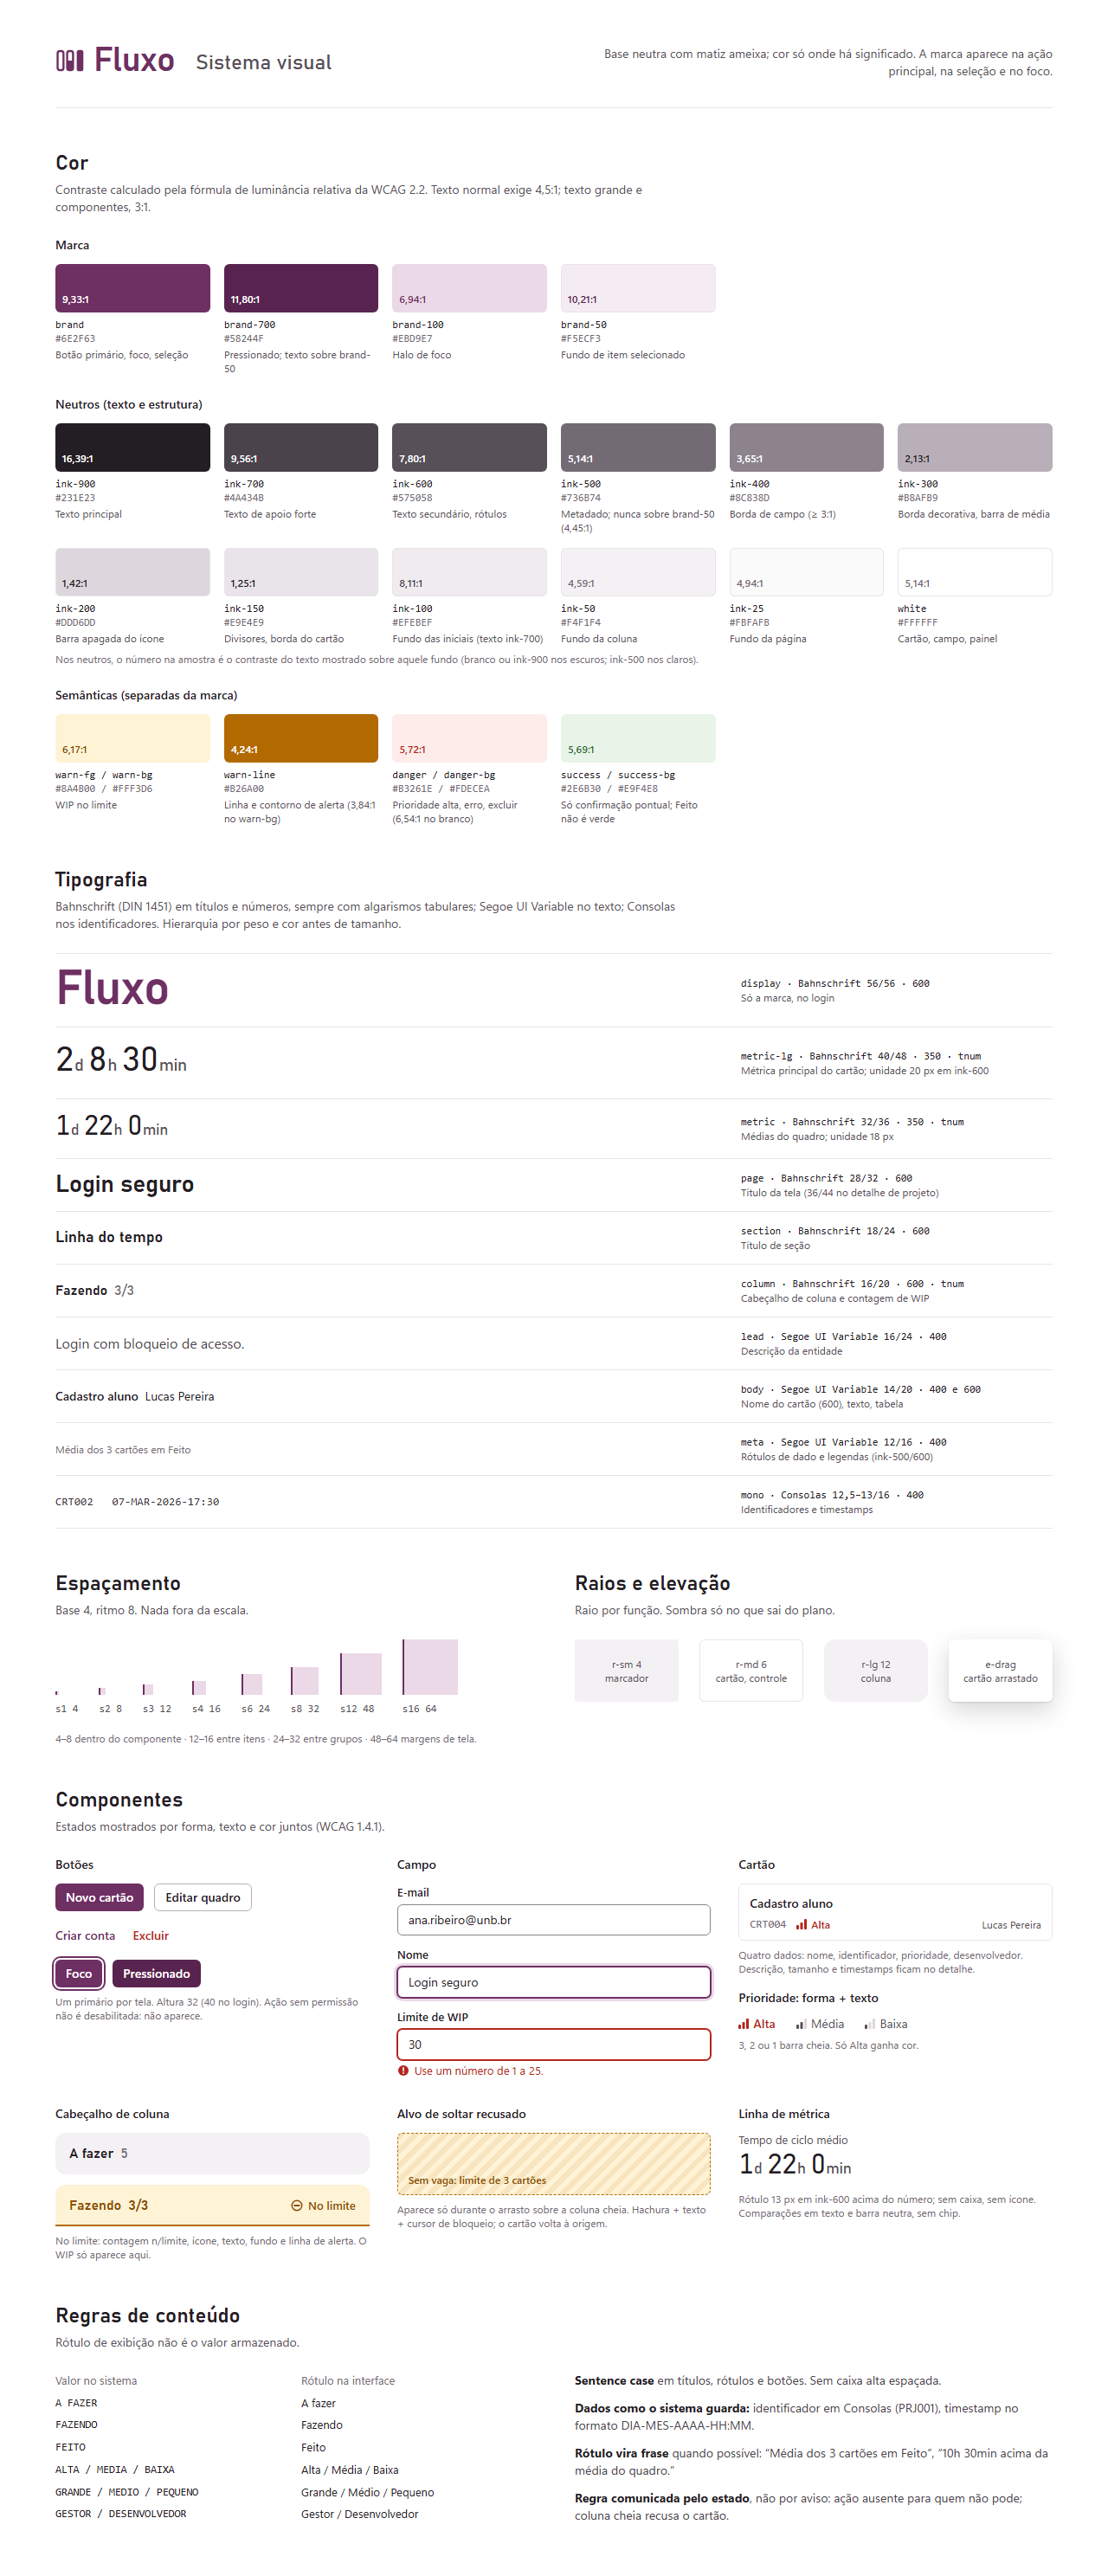 Fluxo Sistema visual
Base neutra com matiz ameixa; cor só onde há significado. A marca aparece na ação
principal, na seleção e no foco.
Cor
Contraste calculado pela fórmula de luminância relativa da WCAG 2.2. Texto normal exige 4,5:1; texto grande e
componentes, 3:1.
Marca
9,33:1
brand
#6E2F63
Botão primário, foco, seleção
11,80:1
brand-700
#58244F
Pressionado; texto sobre brand-
50
6,94:1
brand-100
#EBD9E7
Halo de foco
10,21:1
brand-50
#F5ECF3
Fundo de item selecionado
Neutros (texto e estrutura)
16,39:1
ink-900
#231E23
Texto principal
9,56:1
ink-700
#4A434B
Texto de apoio forte
7,80:1
ink-600
#575058
Texto secundário, rótulos
5,14:1
ink-500
#736B74
Metadado; nunca sobre brand-50
(4,45:1)
3,65:1
ink-400
#8C838D
Borda de campo (≥ 3:1)
2,13:1
ink-300
#B8AFB9
Borda decorativa, barra de média
1,42:1
ink-200
#DDD6DD
Barra apagada do ícone
1,25:1
ink-150
#E9E4E9
Divisores, borda do cartão
8,11:1
ink-100
#EFEBEF
Fundo das iniciais (texto ink-700)
4,59:1
ink-50
#F4F1F4
Fundo da coluna
4,94:1
ink-25
#FBFAFB
Fundo da página
5,14:1
white
#FFFFFF
Cartão, campo, painel
Nos neutros, o número na amostra é o contraste do texto mostrado sobre aquele fundo (branco ou ink-900 nos escuros; ink-500 nos claros).
Semânticas (separadas da marca)
6,17:1
warn-fg / warn-bg
#8A4B00 / #FFF3D6
WIP no limite
4,24:1
warn-line
#B26A00
Linha e contorno de alerta (3,84:1
no warn-bg)
5,72:1
danger / danger-bg
#B3261E / #FDECEA
Prioridade alta, erro, excluir
(6,54:1 no branco)
5,69:1
success / success-bg
#2E6B30 / #E9F4E8
Só confirmação pontual; Feito
não é verde
Tipografia
Bahnschrift (DIN 1451) em títulos e números, sempre com algarismos tabulares; Segoe UI Variable no texto; Consolas
nos identificadores. Hierarquia por peso e cor antes de tamanho.
Fluxo
display · Bahnschrift 56/56 · 600
Só a marca, no login
2d 8h 30min
metric-lg · Bahnschrift 40/48 · 350 · tnum
Métrica principal do cartão; unidade 20 px em ink-600
1d 22h 0min
metric · Bahnschrift 32/36 · 350 · tnum
Médias do quadro; unidade 18 px
Login seguro
page · Bahnschrift 28/32 · 600
Título da tela (36/44 no detalhe de projeto)
Linha do tempo
section · Bahnschrift 18/24 · 600
Título de seção
Fazendo 3/3
column · Bahnschrift 16/20 · 600 · tnum
Cabeçalho de coluna e contagem de WIP
Login com bloqueio de acesso.
lead · Segoe UI Variable 16/24 · 400
Descrição da entidade
Cadastro aluno Lucas Pereira
body · Segoe UI Variable 14/20 · 400 e 600
Nome do cartão (600), texto, tabela
Média dos 3 cartões em Feito
meta · Segoe UI Variable 12/16 · 400
Rótulos de dado e legendas (ink-500/600)
CRT002 07-MAR-2026-17:30
mono · Consolas 12,5–13/16 · 400
Identificadores e timestamps
Espaçamento
Base 4, ritmo 8. Nada fora da escala.
s1 4 s2 8 s3 12 s4 16 s6 24 s8 32 s12 48 s16 64
4–8 dentro do componente · 12–16 entre itens · 24–32 entre grupos · 48–64 margens de tela.
Raios e elevação
Raio por função. Sombra só no que sai do plano.
r-sm 4
marcador
r-md 6
cartão, controle
r-lg 12
coluna
e-drag
cartão arrastado
Componentes
Estados mostrados por forma, texto e cor juntos (WCAG 1.4.1).
Botões
Novo cartão Editar quadro
Criar conta Excluir
Foco Pressionado
Um primário por tela. Altura 32 (40 no login). Ação sem permissão
não é desabilitada: não aparece.
Campo
E-mail
ana.ribeiro@unb.br
Nome
Login seguro
Limite de WIP
30
Use um número de 1 a 25.
Cartão
Cadastro aluno
CRT004 Alta Lucas Pereira
Quatro dados: nome, identificador, prioridade, desenvolvedor.
Descrição, tamanho e timestamps ficam no detalhe.
Prioridade: forma + texto
Alta Média Baixa
3, 2 ou 1 barra cheia. Só Alta ganha cor.
Cabeçalho de coluna
A fazer 5
Fazendo 3/3 No limite
No limite: contagem n/limite, ícone, texto, fundo e linha de alerta. O
WIP só aparece aqui.
Alvo de soltar recusado
Sem vaga: limite de 3 cartões
Aparece só durante o arrasto sobre a coluna cheia. Hachura + texto
+ cursor de bloqueio; o cartão volta à origem.
Linha de métrica
Tempo de ciclo médio
1d 22h 0min
Rótulo 13 px em ink-600 acima do número; sem caixa, sem ícone.
Comparações em texto e barra neutra, sem chip.
Regras de conteúdo
Rótulo de exibição não é o valor armazenado.
Valor no sistema Rótulo na interface
A FAZER A fazer
FAZENDO Fazendo
FEITO Feito
ALTA / MEDIA / BAIXA Alta / Média / Baixa
GRANDE / MEDIO / PEQUENO Grande / Médio / Pequeno
GESTOR / DESENVOLVEDOR Gestor / Desenvolvedor
Sentence case em títulos, rótulos e botões. Sem caixa alta espaçada.
Dados como o sistema guarda: identificador em Consolas (PRJ001), timestamp no
formato DIA-MES-AAAA-HH:MM.
Rótulo vira frase quando possível: “Média dos 3 cartões em Feito”, “10h 30min acima da
média do quadro.”
Regra comunicada pelo estado, não por aviso: ação ausente para quem não pode;
coluna cheia recusa o cartão.